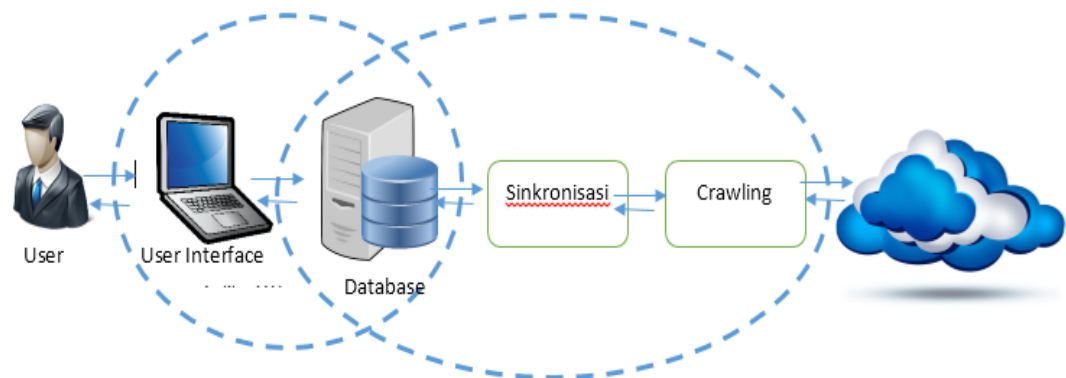 User
User Interface
Database
Sinkronisasi
Crawling